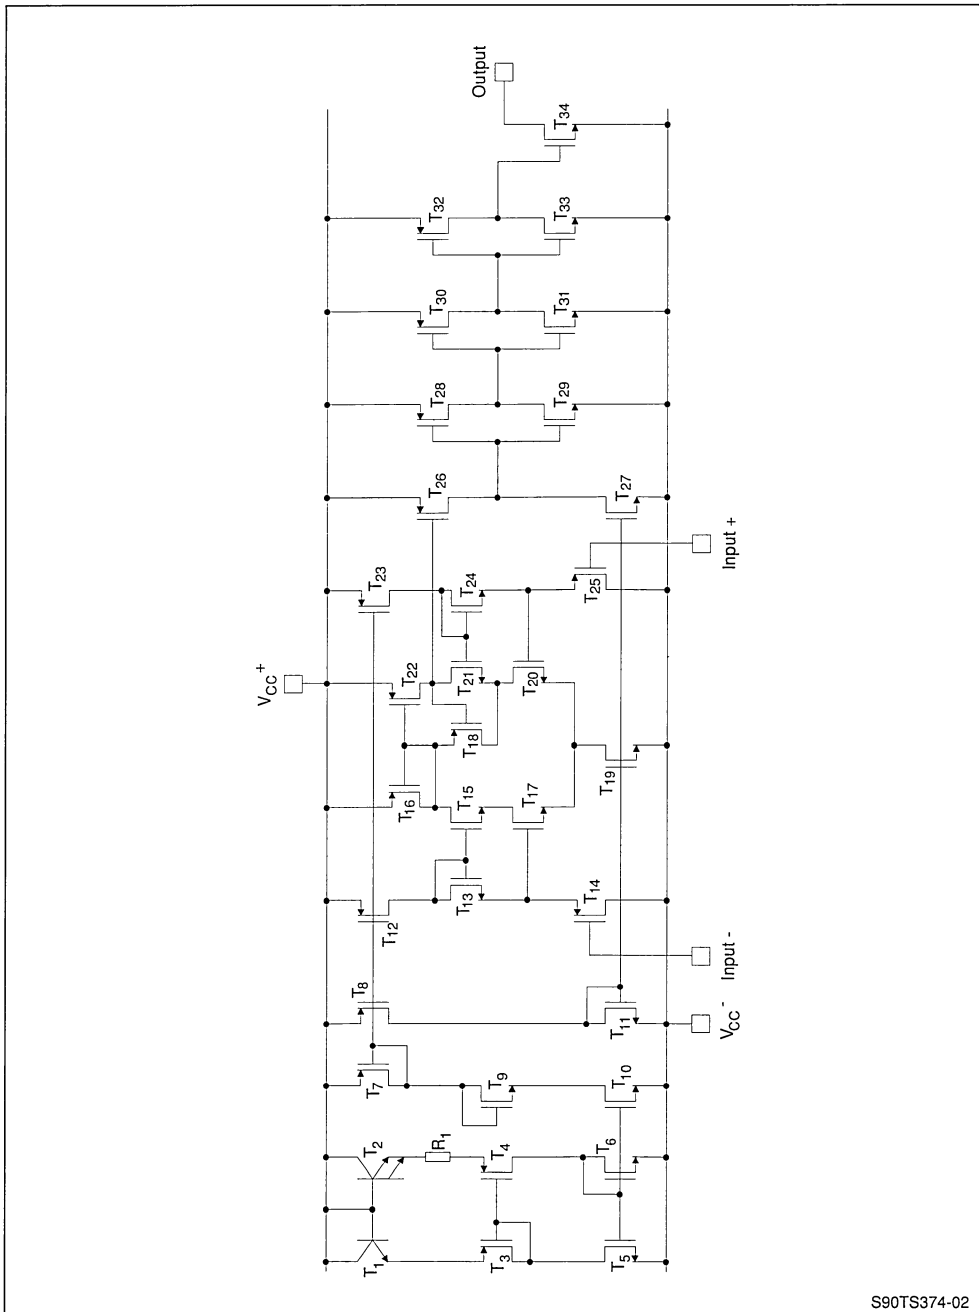 VCC+
Output
T32
T30
T28
T26
T23
T22
T16
T12
T8
T7
T2
T1
T34
T33
T31
T29
T27
T24
T21
T18
T15
T13
T9
R1
T4
T3
T25
T20
T17
T14
T19
T11
T10
T6
T5
Input +
Input -
VCC-
S90TS374-02